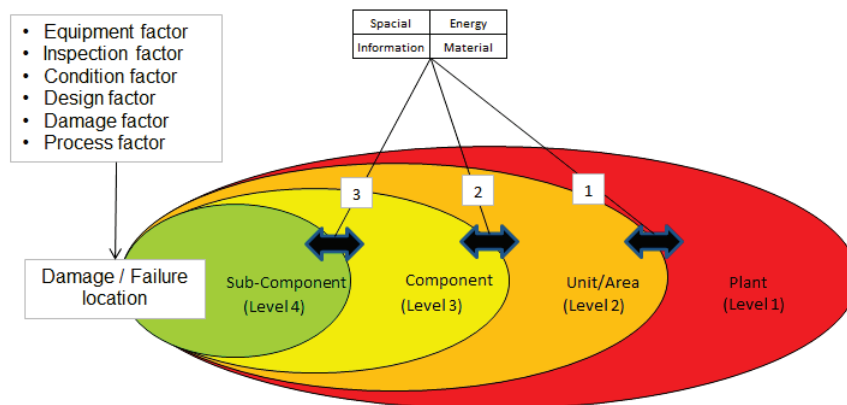 • Equipment factor
• Inspection factor
• Condition factor
• Design factor
• Damage factor
• Process factor
Spacial Energy
Information Material
3 2 1
Damage / Failure
location
Sub-Component Component Unit/Area Plant
(Level 4) (Level 3) (Level 2) (Level 1)